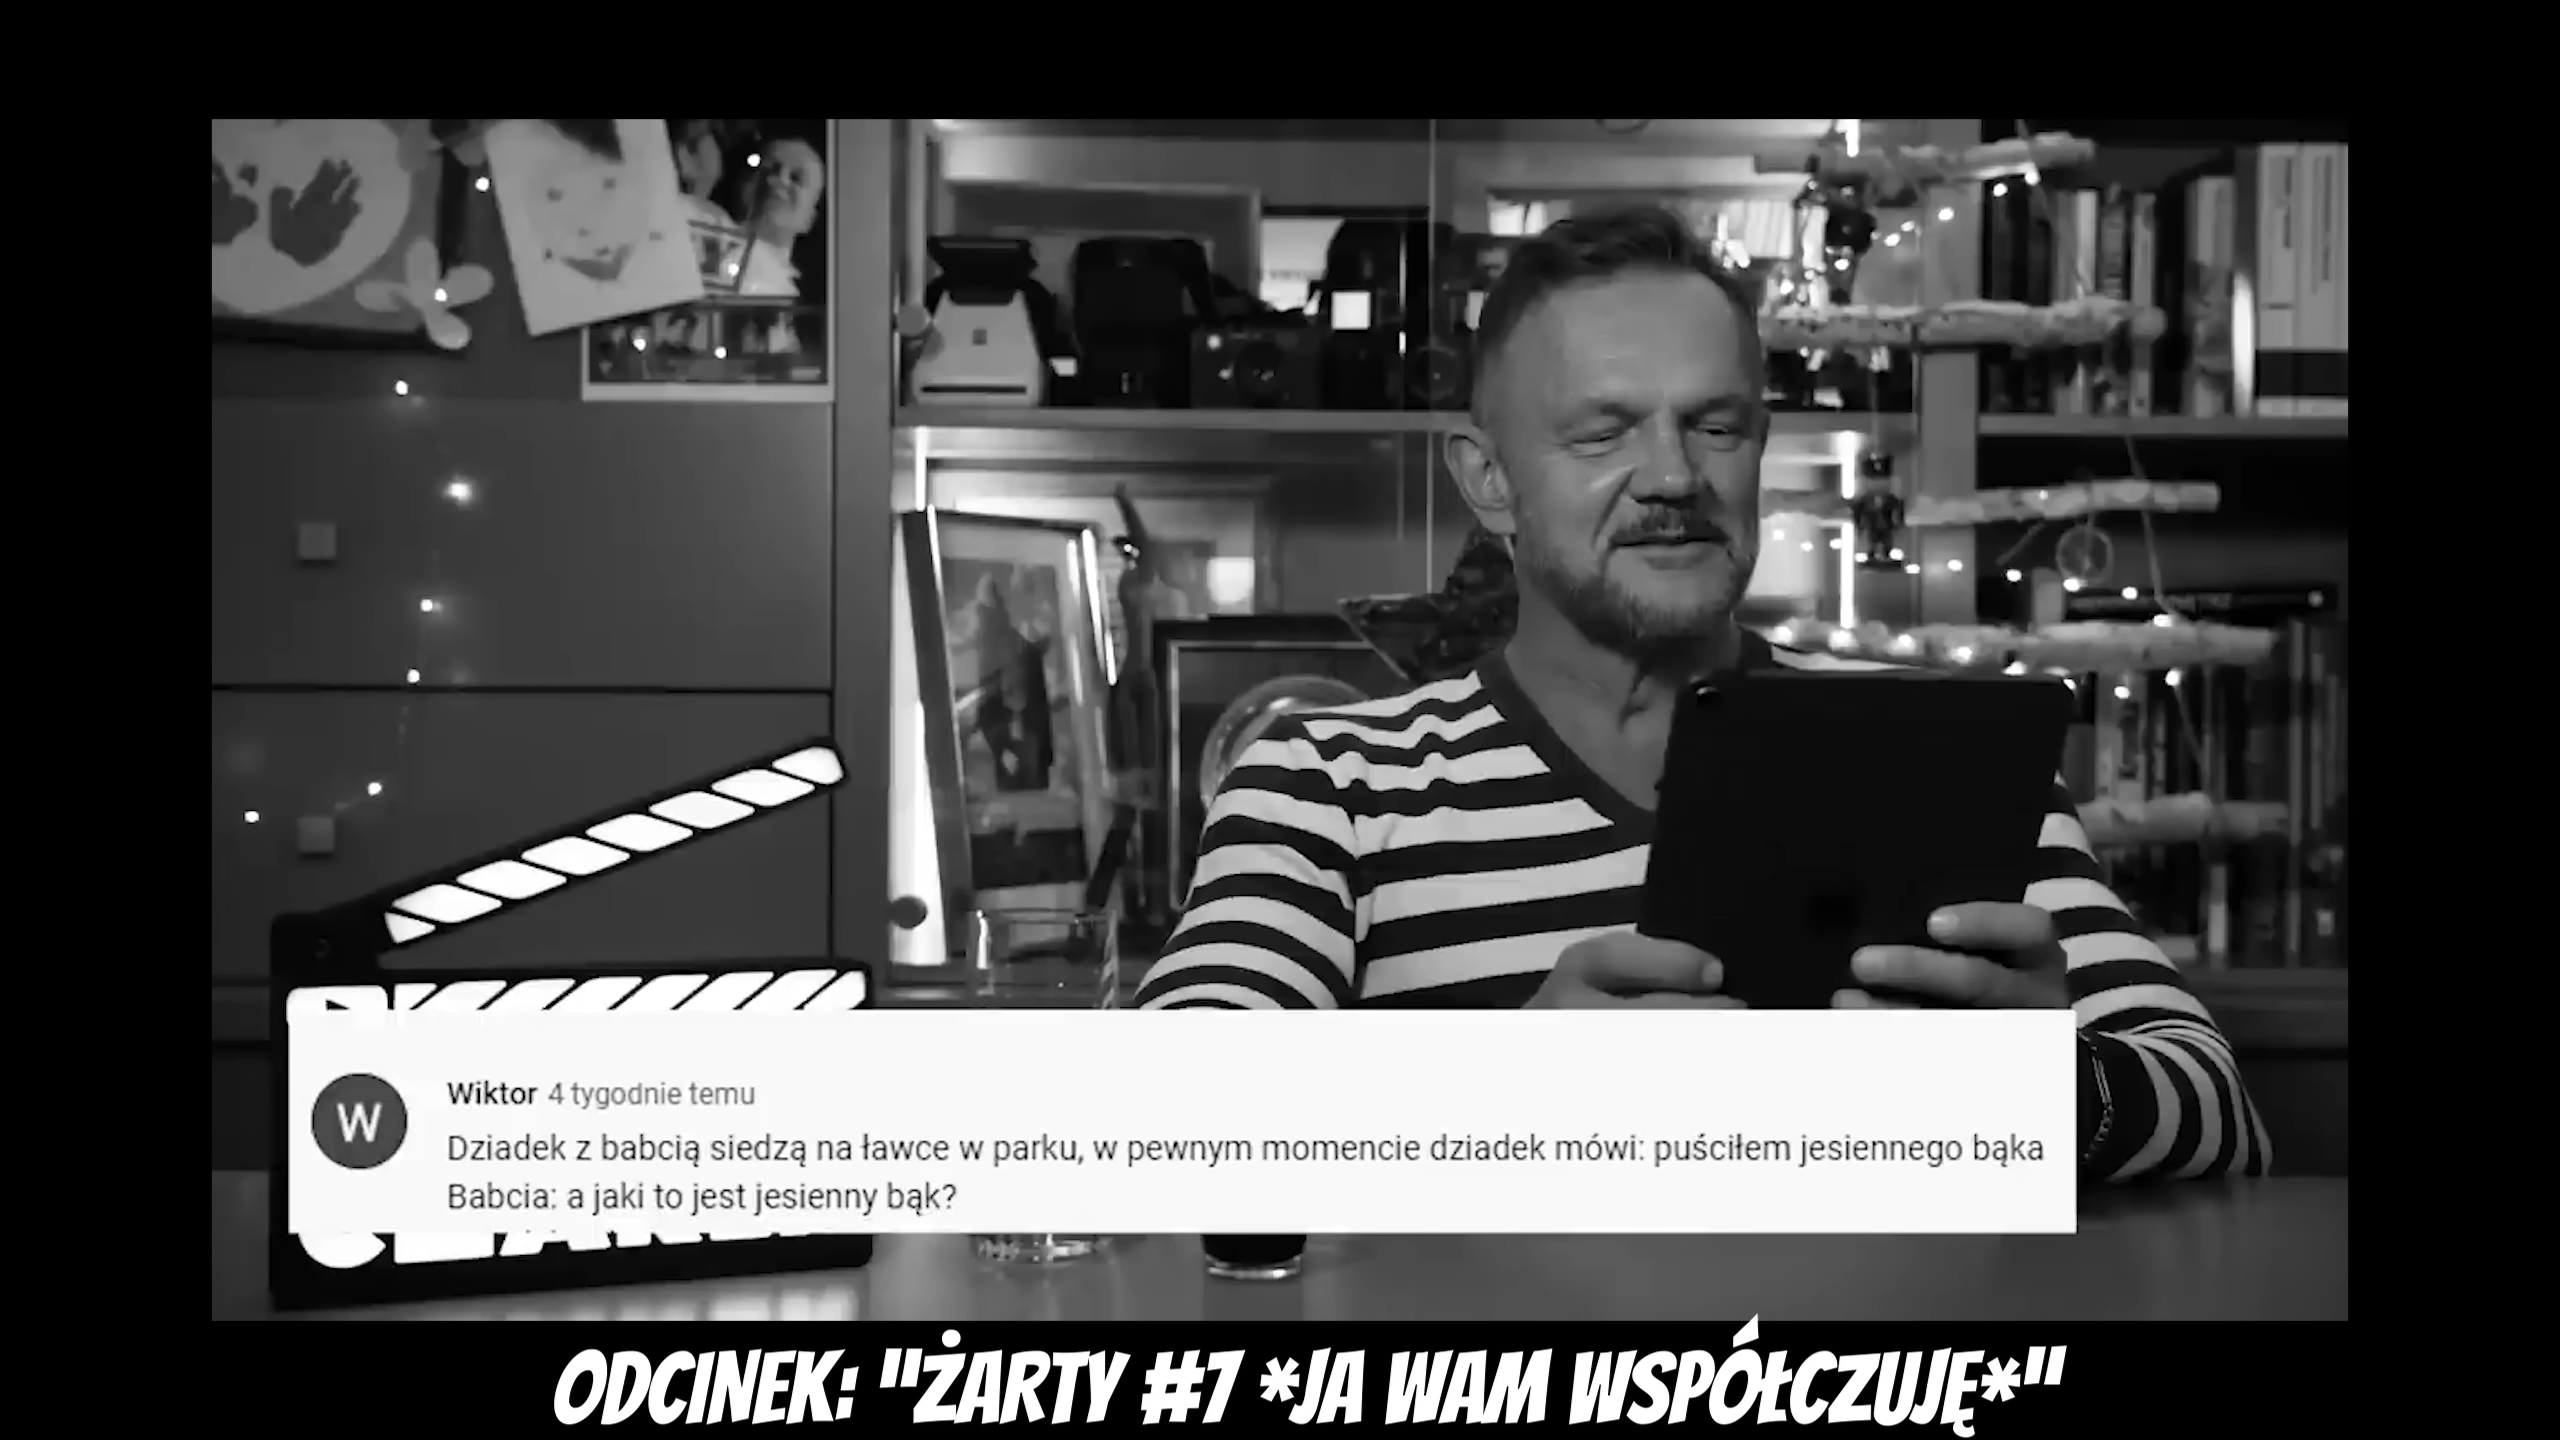 W
Wiktor 4 tygodnie temu
Dziadek z babcią siedzą na ławce w parku, w pewnym momencie dziadek mówi: puściłem jesiennego bąka
Babcia: a jaki to jest jesienny bąk?
ODCINEK: "ŻARTY #7 *JA WAM WSPÓŁCZUJĘ*"